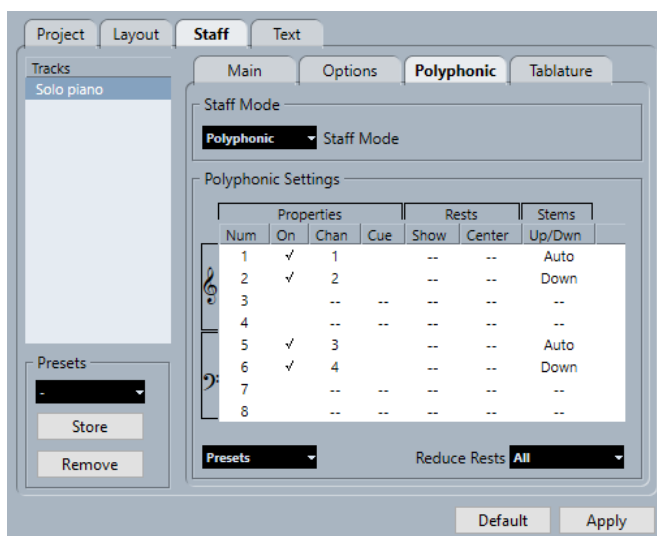 Project Layout Staff Text
Tracks
Solo piano
Main Options Polyphonic Tablature
Staff Mode
Polyphonic Staff Mode
Polyphonic Settings
Properties Rests Stems
Num On Chan Cue Show Center Up/Dwn
1 √ 1 -- -- Auto
2 √ 2 -- -- Down
3 -- -- -- -- --
4 -- -- -- -- --
5 √ 3 -- -- Auto
6 √ 4 -- -- Down
7 -- -- -- -- --
8 -- -- -- -- --
Presets
-
Store
Remove
Presets Reduce Rests All
Default Apply